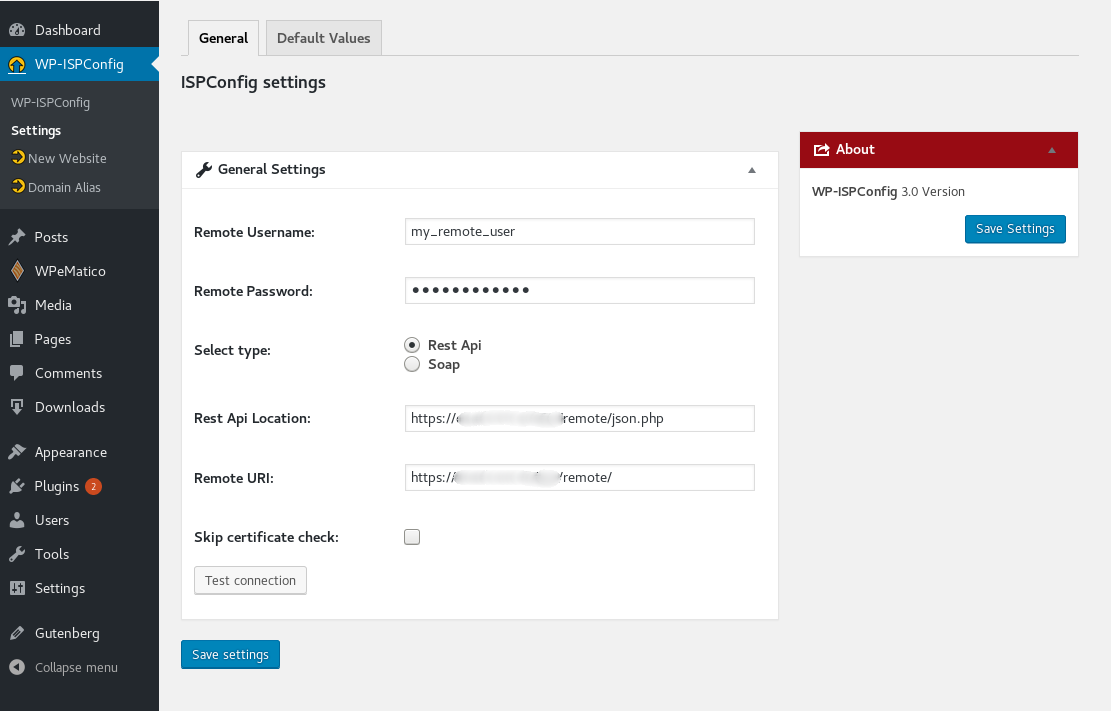 Dashboard
WP-ISPConfig
WP-ISPConfig
Settings
New Website
Domain Alias
Posts
WPeMatico
Media
Pages
Comments
Downloads
Appearance
Plugins 2
Users
Tools
Settings
Gutenberg
Collapse menu
General Default Values
ISPConfig settings
General Settings
Remote Username: my_remote_user
Remote Password: ••••••••••••
Select type: Rest Api
Soap
Rest Api Location: https:// remote/json.php
Remote URI: https:// /remote/
Skip certificate check:
Test connection
Save settings
About
WP-ISPConfig 3.0 Version
Save Settings